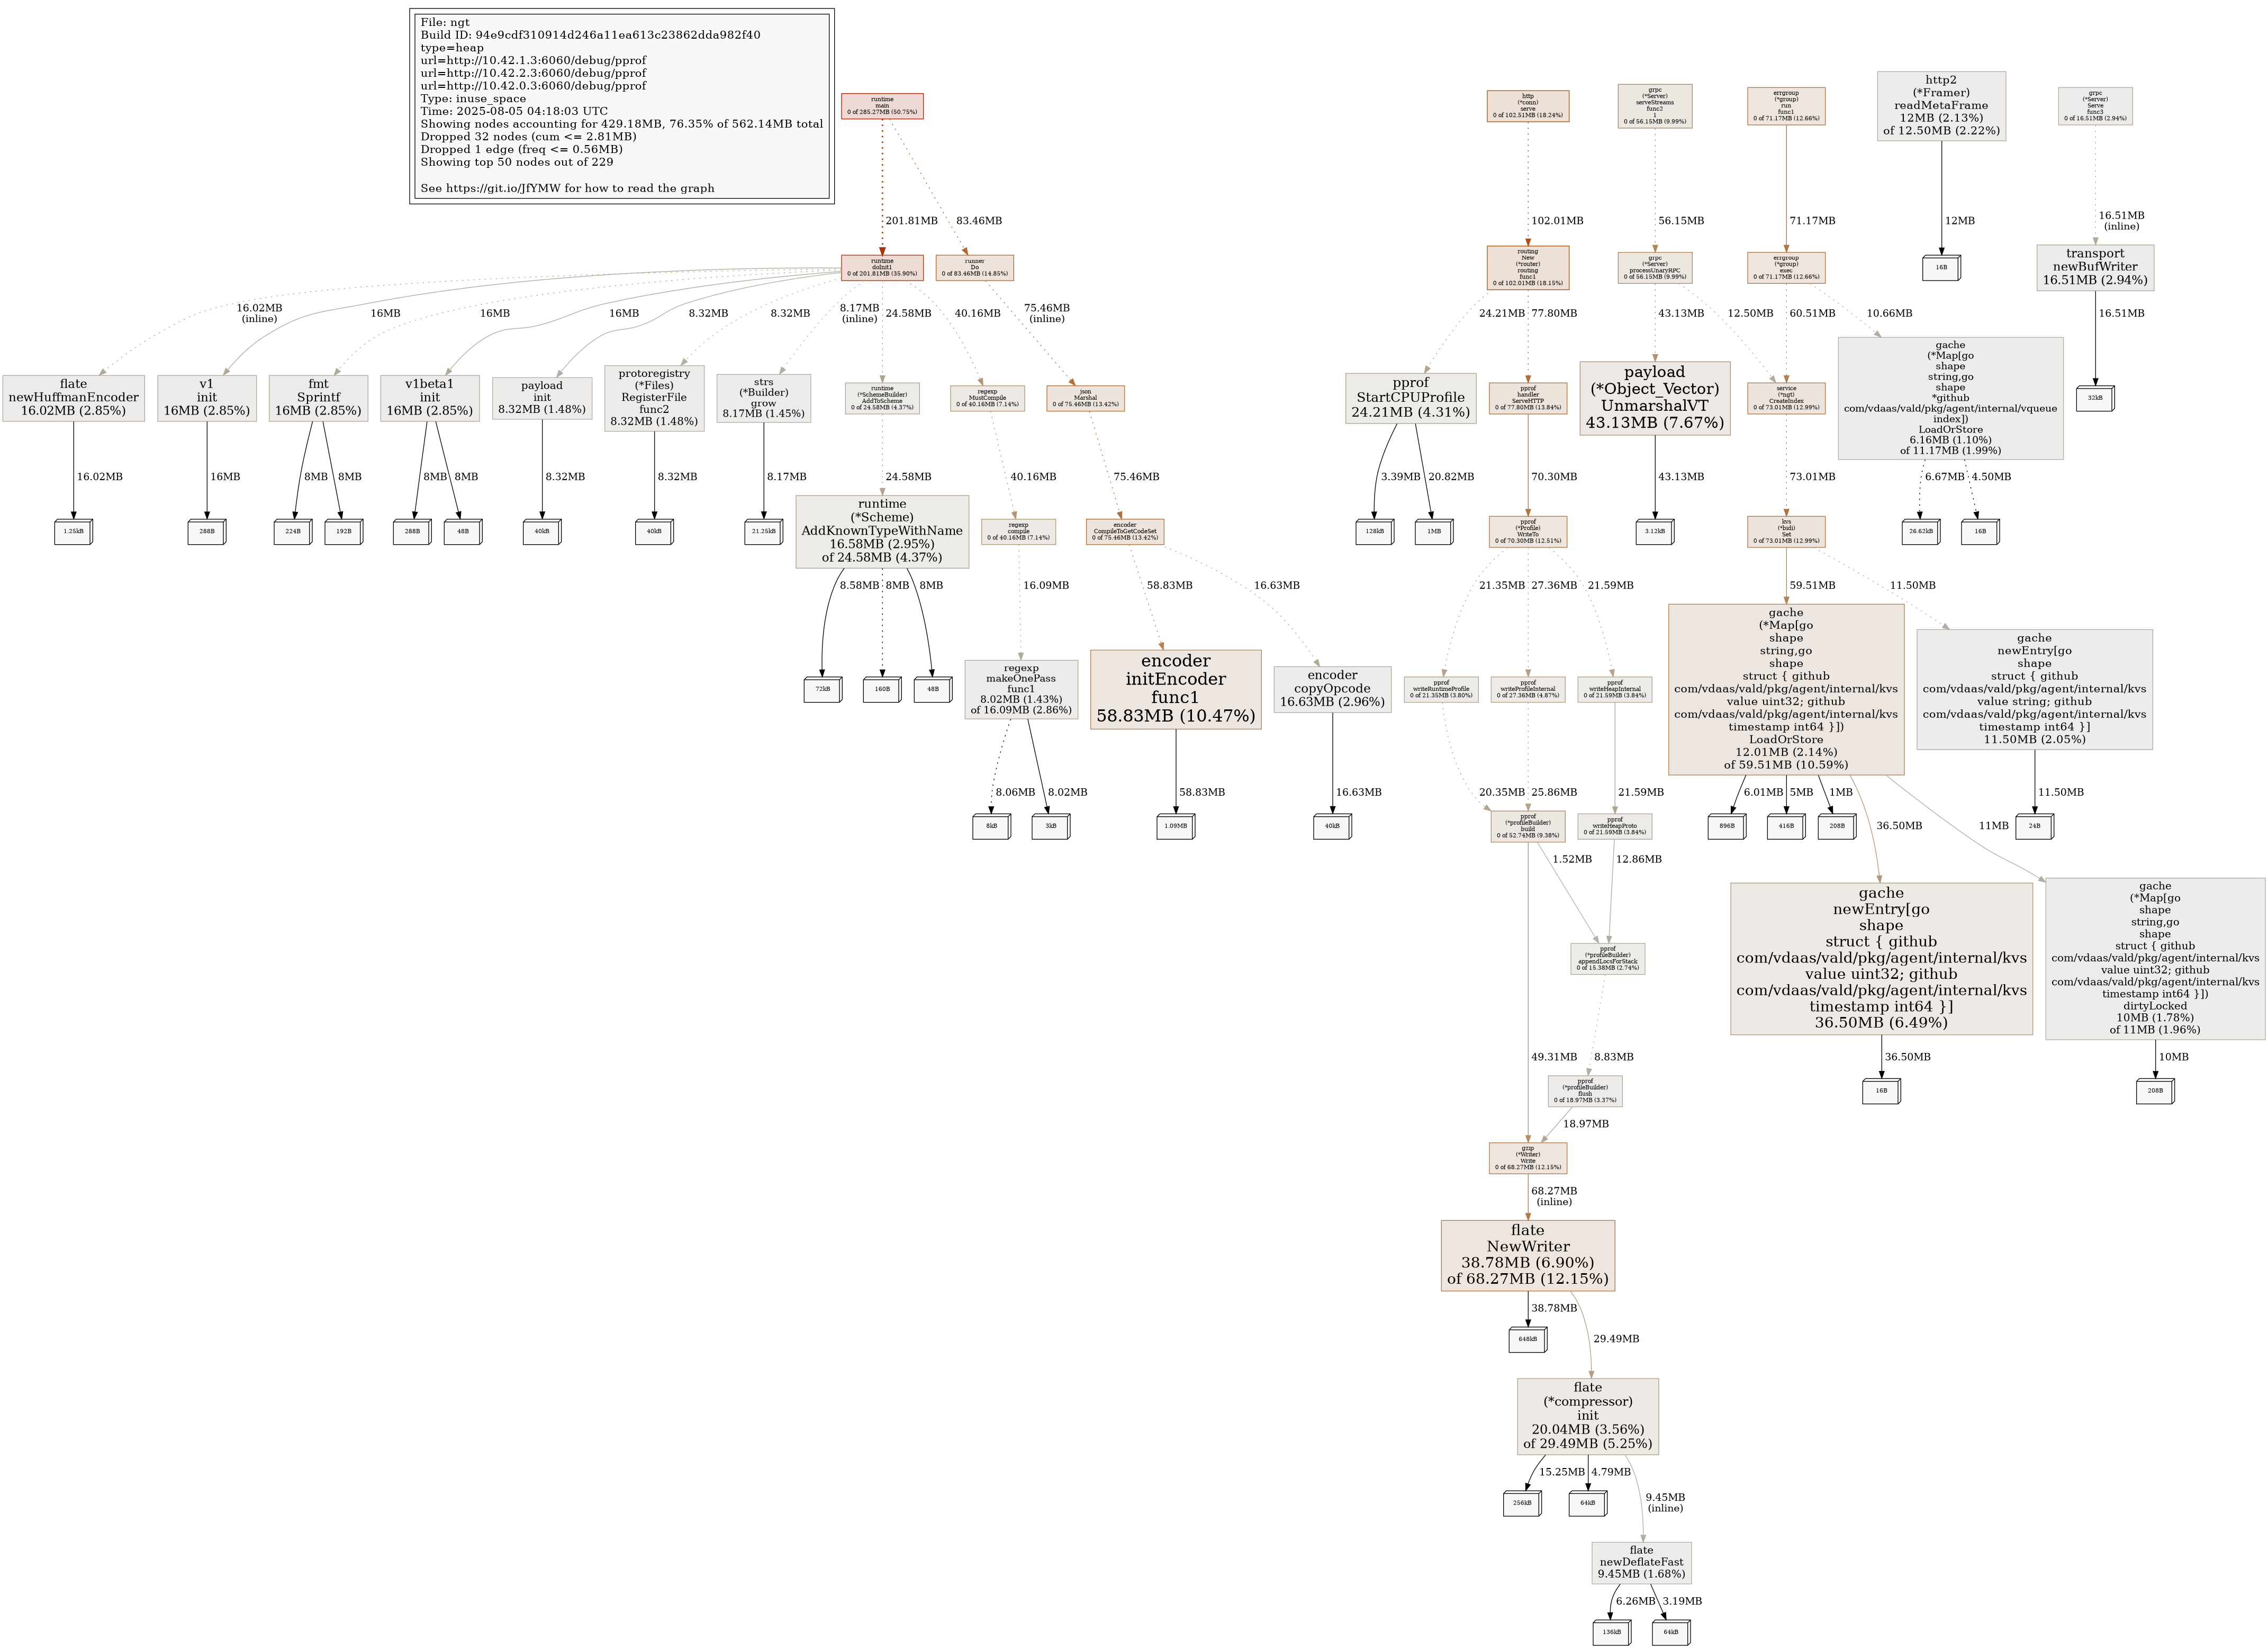 File: ngt
Build ID: 94e9cdf310914d246a11ea613c23862dda982f40
type=heap
url=http://10.42.1.3:6060/debug/pprof
url=http://10.42.2.3:6060/debug/pprof
url=http://10.42.0.3:6060/debug/pprof
Type: inuse_space
Time: 2025-08-05 04:18:03 UTC
Showing nodes accounting for 429.18MB, 76.35% of 562.14MB total
Dropped 32 nodes (cum <= 2.81MB)
Dropped 1 edge (freq <= 0.56MB)
Showing top 50 nodes out of 229
See https://git.io/JfYMW for how to read the graph
runtime
main
0 of 285.27MB (50.75%)
http
(*conn)
serve
0 of 102.51MB (18.24%)
grpc
(*Server)
serveStreams
func2
1
0 of 56.15MB (9.99%)
errgroup
(*group)
run
func1
0 of 71.17MB (12.66%)
http2
(*Framer)
readMetaFrame
12MB (2.13%)
of 12.50MB (2.22%)
grpc
(*Server)
Serve
func3
0 of 16.51MB (2.94%)
201.81MB
83.46MB
102.01MB
56.15MB
71.17MB
12MB
16.51MB
(inline)
runtime
doInit1
0 of 201.81MB (35.90%)
runner
Do
0 of 83.46MB (14.85%)
routing
New
(*router)
routing
func1
0 of 102.01MB (18.15%)
grpc
(*Server)
processUnaryRPC
0 of 56.15MB (9.99%)
errgroup
(*group)
exec
0 of 71.17MB (12.66%)
16B
transport
newBufWriter
16.51MB (2.94%)
16.02MB
(inline)
16MB
16MB
16MB
8.32MB
8.32MB
8.17MB
(inline)
24.58MB
40.16MB
75.46MB
(inline)
24.21MB
77.80MB
43.13MB
12.50MB
60.51MB
10.66MB
16.51MB
flate
newHuffmanEncoder
16.02MB (2.85%)
v1
init
16MB (2.85%)
fmt
Sprintf
16MB (2.85%)
v1beta1
init
16MB (2.85%)
payload
init
8.32MB (1.48%)
protoregistry
(*Files)
RegisterFile
func2
8.32MB (1.48%)
strs
(*Builder)
grow
8.17MB (1.45%)
runtime
(*SchemeBuilder)
AddToScheme
0 of 24.58MB (4.37%)
regexp
MustCompile
0 of 40.16MB (7.14%)
json
Marshal
0 of 75.46MB (13.42%)
pprof
StartCPUProfile
24.21MB (4.31%)
pprof
handler
ServeHTTP
0 of 77.80MB (13.84%)
payload
(*Object_Vector)
UnmarshalVT
43.13MB (7.67%)
service
(*ngt)
CreateIndex
0 of 73.01MB (12.99%)
gache
(*Map[go
shape
string,go
shape
*github
com/vdaas/vald/pkg/agent/internal/vqueue
index])
LoadOrStore
6.16MB (1.10%)
of 11.17MB (1.99%)
32kB
16.02MB
16MB
8MB
8MB
8MB
8MB
8.32MB
8.32MB
8.17MB
24.58MB
40.16MB
75.46MB
3.39MB
20.82MB
70.30MB
43.13MB
73.01MB
6.67MB
4.50MB
1.25kB
288B
224B
192B
288B
48B
40kB
40kB
21.25kB
runtime
(*Scheme)
AddKnownTypeWithName
16.58MB (2.95%)
of 24.58MB (4.37%)
regexp
compile
0 of 40.16MB (7.14%)
encoder
CompileToGetCodeSet
0 of 75.46MB (13.42%)
128kB
1MB
pprof
(*Profile)
WriteTo
0 of 70.30MB (12.51%)
3.12kB
kvs
(*bidi)
Set
0 of 73.01MB (12.99%)
26.62kB
16B
8.58MB
8MB
8MB
16.09MB
58.83MB
16.63MB
21.35MB
27.36MB
21.59MB
59.51MB
11.50MB
72kB
160B
48B
regexp
makeOnePass
func1
8.02MB (1.43%)
of 16.09MB (2.86%)
encoder
initEncoder
func1
58.83MB (10.47%)
encoder
copyOpcode
16.63MB (2.96%)
pprof
writeRuntimeProfile
0 of 21.35MB (3.80%)
pprof
writeProfileInternal
0 of 27.36MB (4.87%)
pprof
writeHeapInternal
0 of 21.59MB (3.84%)
gache
(*Map[go
shape
string,go
shape
struct { github
com/vdaas/vald/pkg/agent/internal/kvs
value uint32; github
com/vdaas/vald/pkg/agent/internal/kvs
timestamp int64 }])
LoadOrStore
12.01MB (2.14%)
of 59.51MB (10.59%)
gache
newEntry[go
shape
struct { github
com/vdaas/vald/pkg/agent/internal/kvs
value string; github
com/vdaas/vald/pkg/agent/internal/kvs
timestamp int64 }]
11.50MB (2.05%)
8.06MB
8.02MB
58.83MB
16.63MB
20.35MB
25.86MB
21.59MB
6.01MB
5MB
1MB
36.50MB
11MB
11.50MB
8kB
3kB
1.09MB
40kB
pprof
(*profileBuilder)
build
0 of 52.74MB (9.38%)
pprof
writeHeapProto
0 of 21.59MB (3.84%)
896B
416B
208B
24B
1.52MB
12.86MB
gache
newEntry[go
shape
struct { github
com/vdaas/vald/pkg/agent/internal/kvs
value uint32; github
com/vdaas/vald/pkg/agent/internal/kvs
timestamp int64 }]
36.50MB (6.49%)
gache
(*Map[go
shape
string,go
shape
struct { github
com/vdaas/vald/pkg/agent/internal/kvs
value uint32; github
com/vdaas/vald/pkg/agent/internal/kvs
timestamp int64 }])
dirtyLocked
10MB (1.78%)
of 11MB (1.96%)
pprof
(*profileBuilder)
appendLocsForStack
0 of 15.38MB (2.74%)
49.31MB
8.83MB
36.50MB
10MB
pprof
(*profileBuilder)
flush
0 of 18.97MB (3.37%)
16B
208B
18.97MB
gzip
(*Writer)
Write
0 of 68.27MB (12.15%)
68.27MB
(inline)
flate
NewWriter
38.78MB (6.90%)
of 68.27MB (12.15%)
38.78MB
29.49MB
648kB
flate
(*compressor)
init
20.04MB (3.56%)
of 29.49MB (5.25%)
15.25MB
4.79MB
9.45MB
(inline)
256kB
64kB
flate
newDeflateFast
9.45MB (1.68%)
6.26MB
3.19MB
136kB
64kB